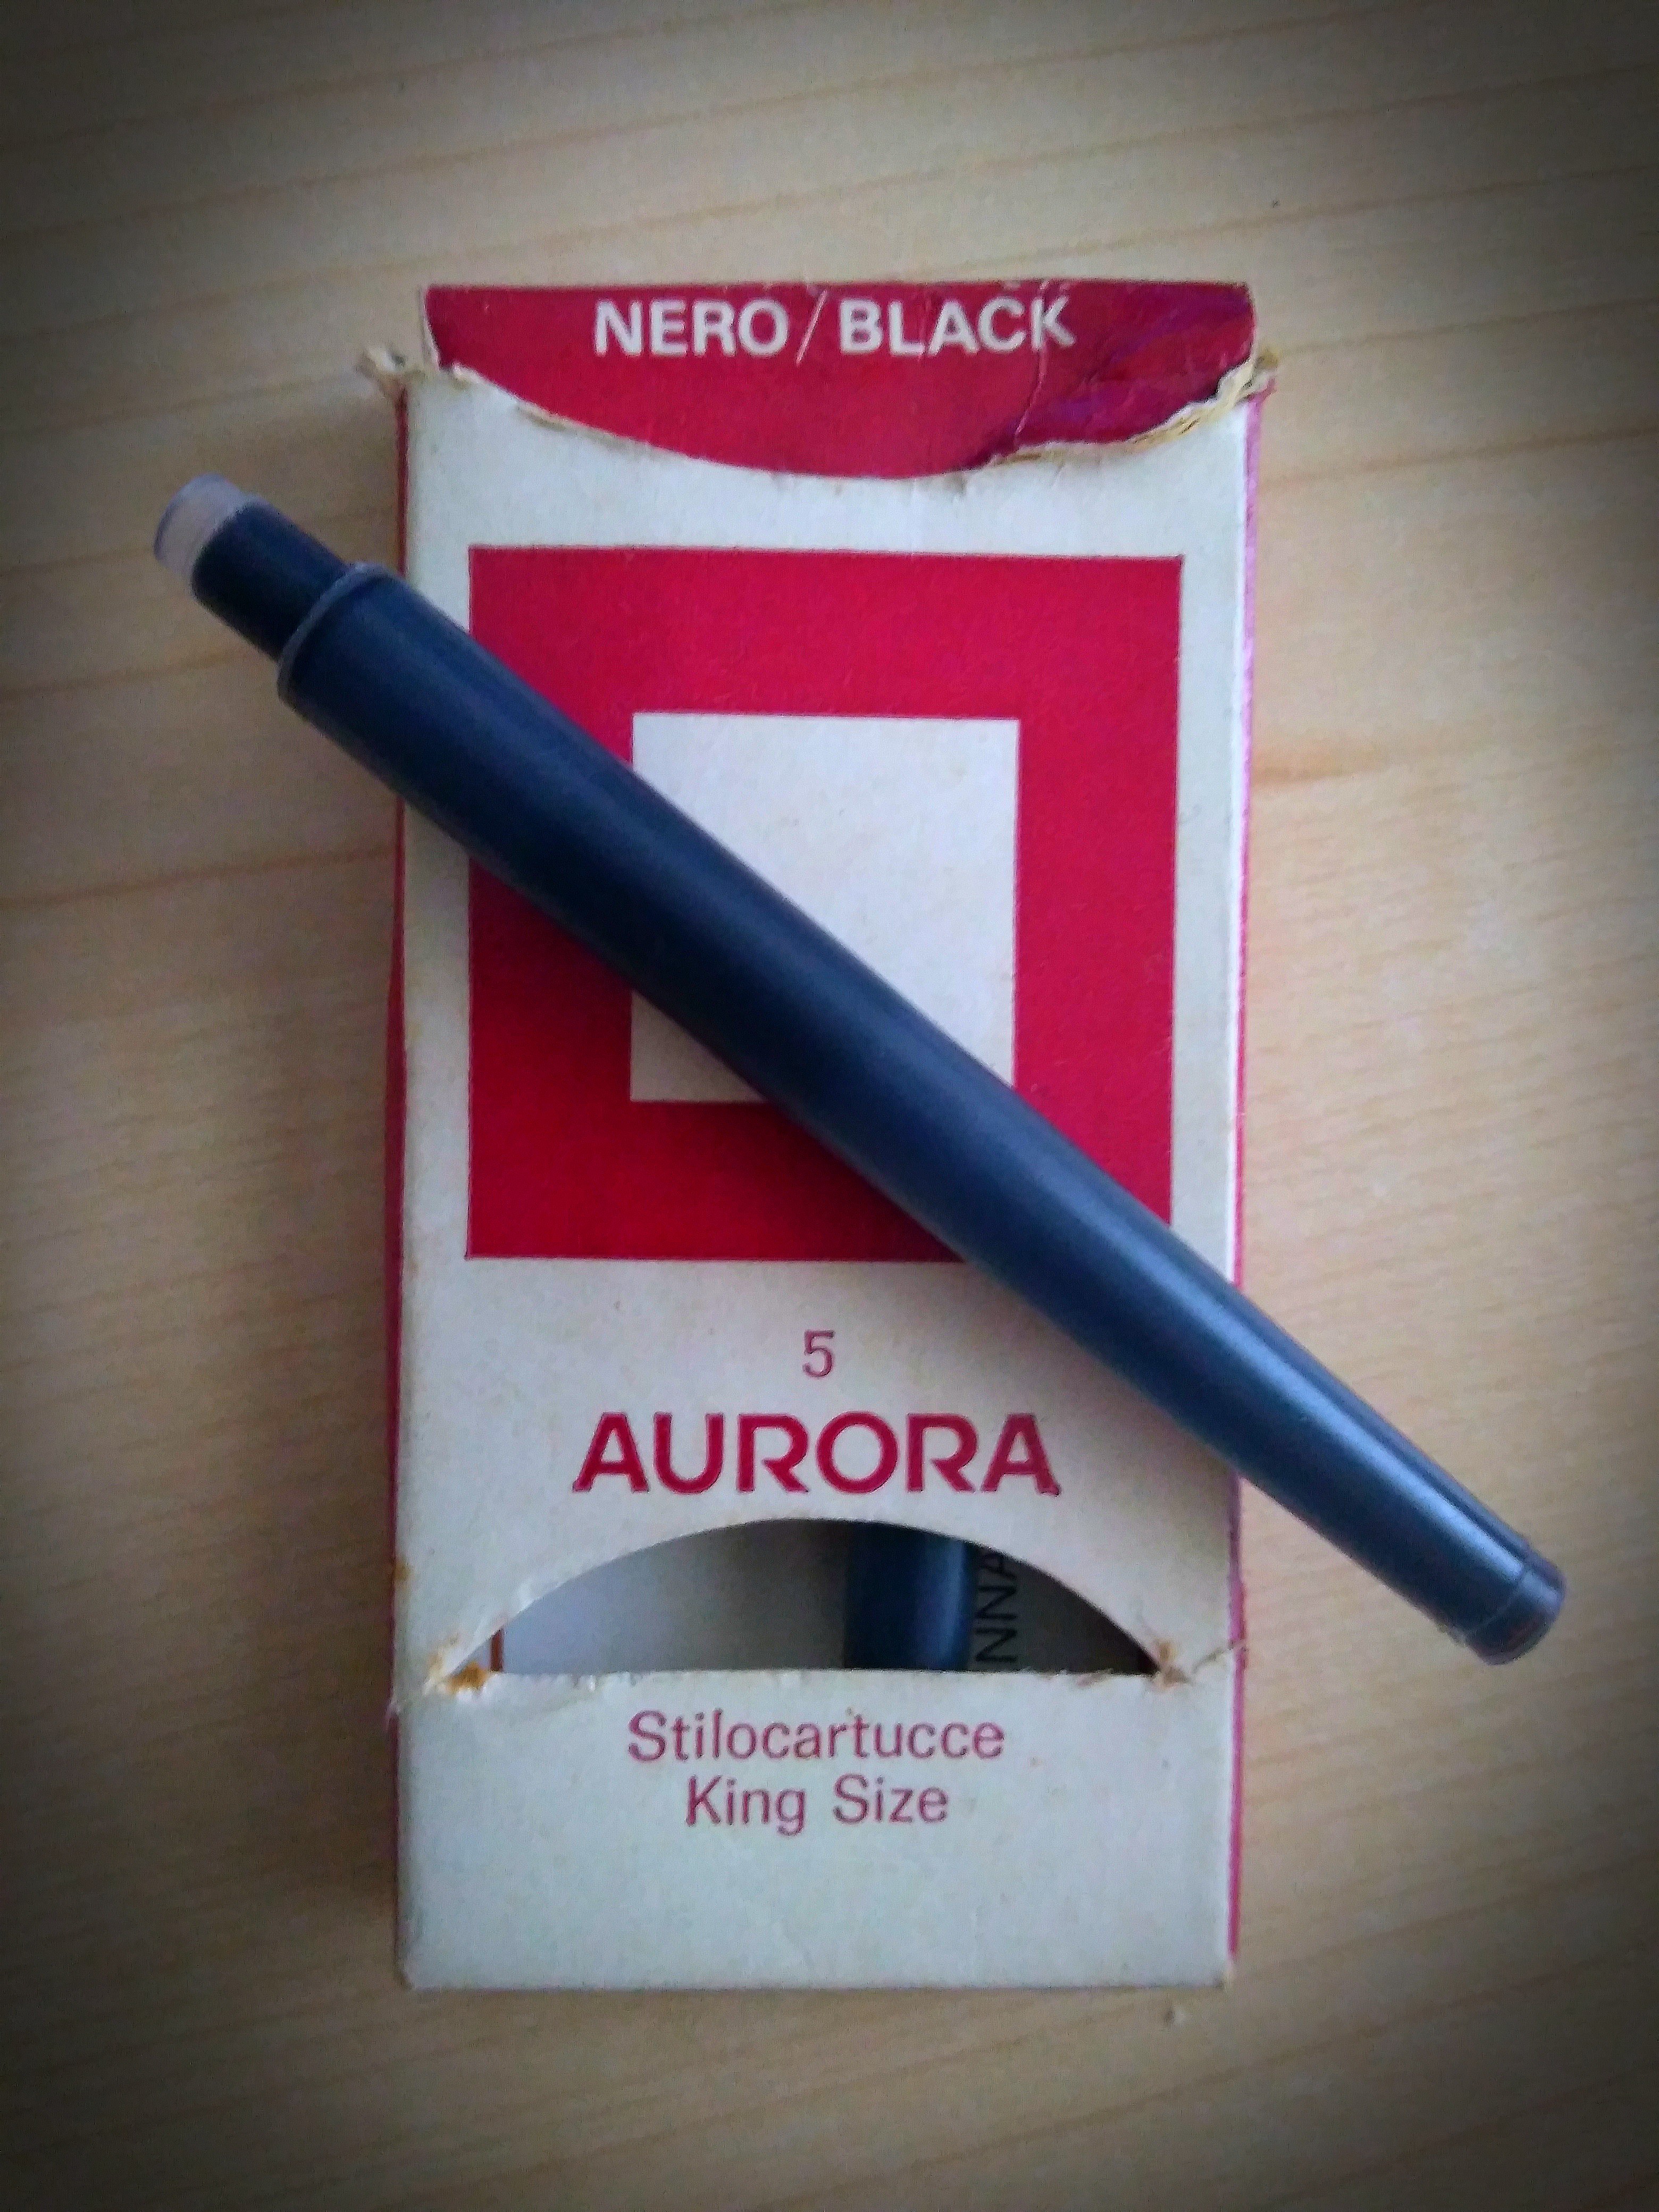 NERO/BLACK
5
AURORA
Stilocartucce
King Size